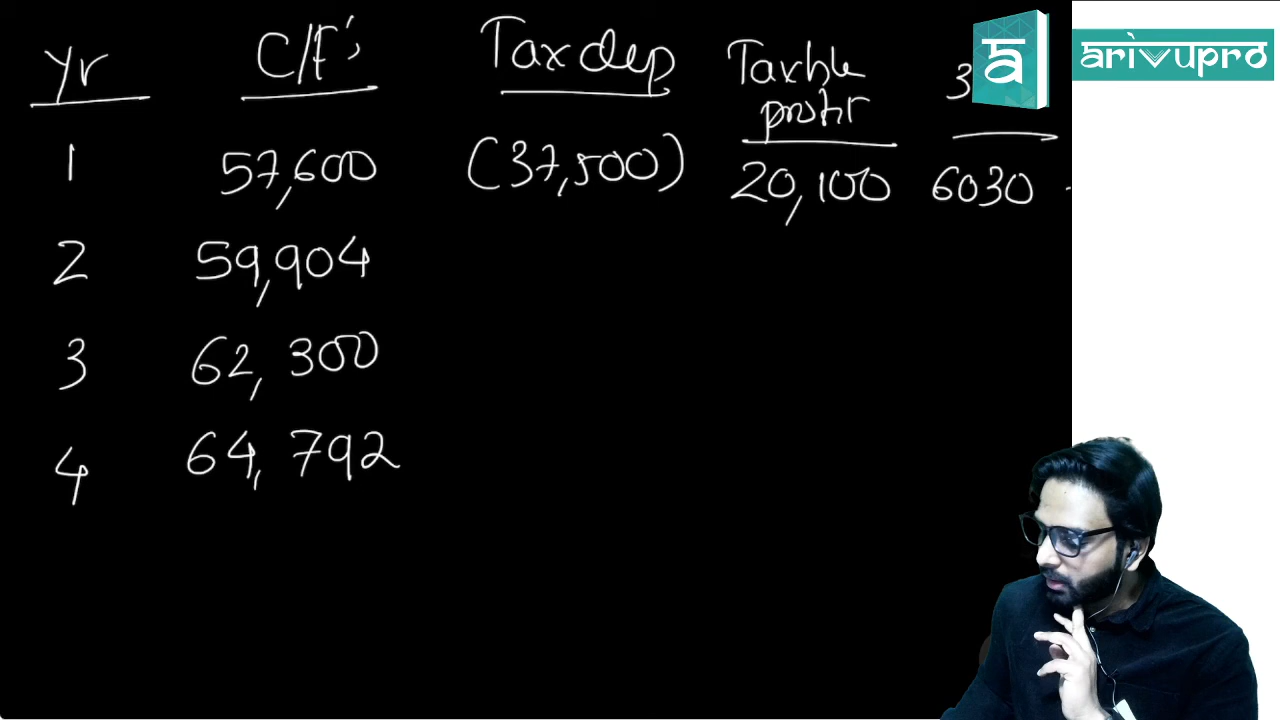 Yr C/F's Tax dep Taxble profit 3
1 57,600 (37,500) 20,100 6030
2 59,904
3 62,300
4 64,792
arivupro